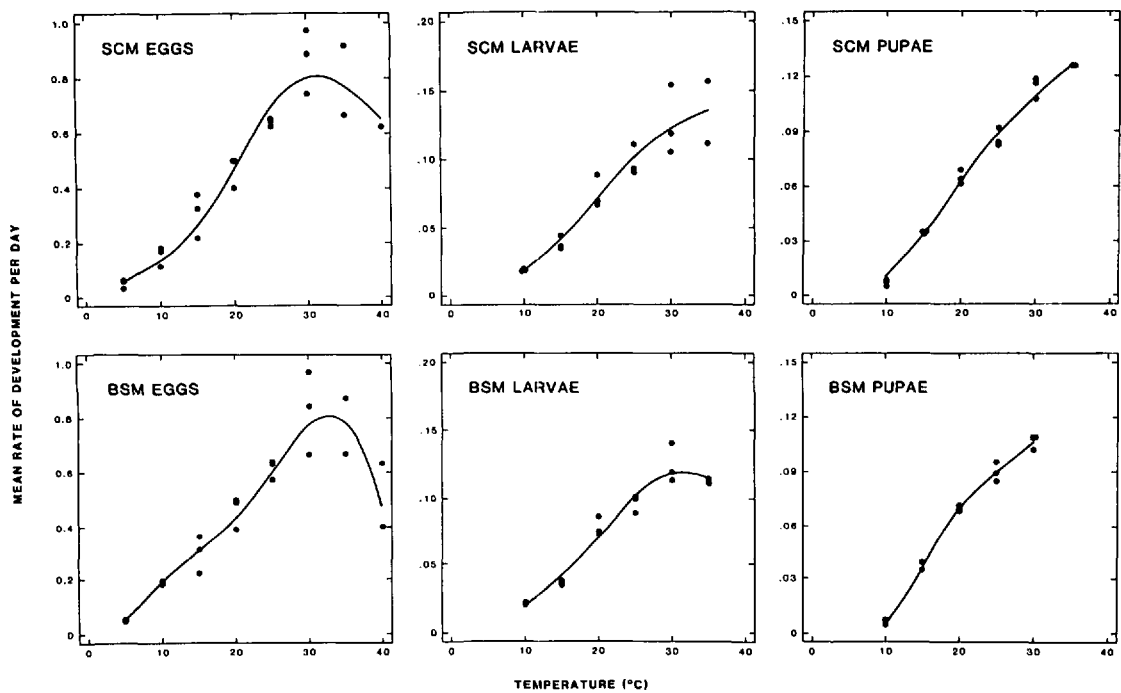 MEAN RATE OF DEVELOPMENT PER DAY
SCM EGGS
1.0
0.8
0.6
0.4
0.2
0
0 10 20 30 40
SCM LARVAE
.20
.15
.10
.05
0
0 10 20 30 40
SCM PUPAE
.15
.12
.09
.06
.03
0
0 10 20 30 40
BSM EGGS
1.0
0.8
0.6
0.4
0.2
0
0 10 20 30 40
BSM LARVAE
.20
.15
.10
.05
0
0 10 20 30 40
BSM PUPAE
.15
.12
.09
.06
.03
0
0 10 20 30 40
TEMPERATURE (°C)